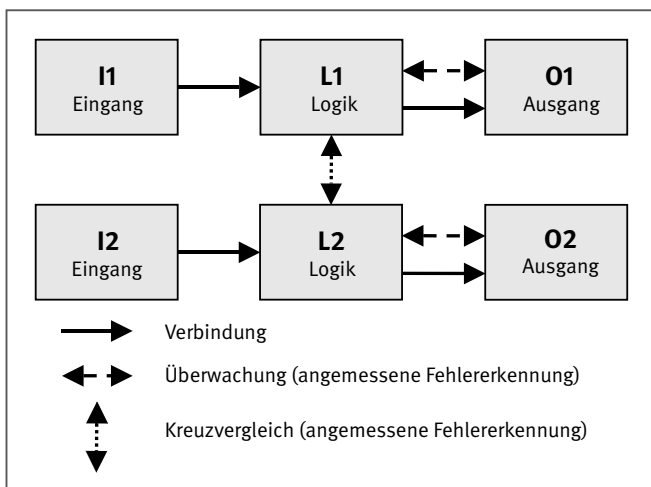 I1
Eingang
L1
Logik
O1
Ausgang
I2
Eingang
L2
Logik
O2
Ausgang
Verbindung
Überwachung (angemessene Fehlererkennung)
Kreuzvergleich (angemessene Fehlererkennung)